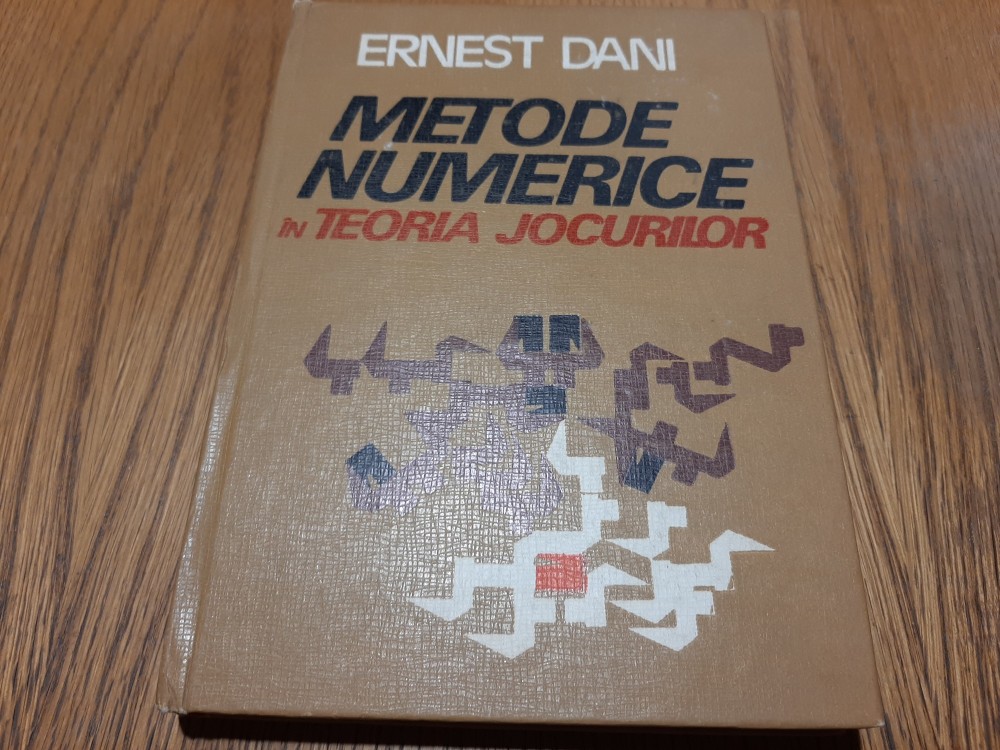 ERNEST DANI
METODE
NUMERICE
ÎN TEORIA JOCURILOR